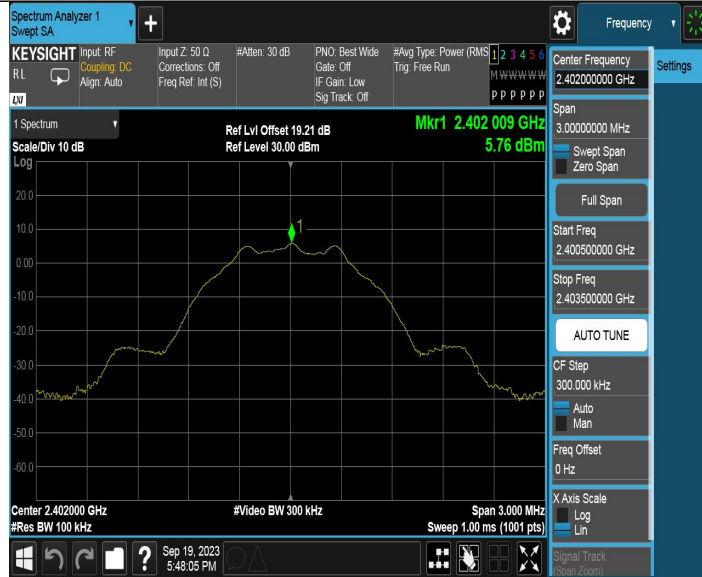 Spectrum Analyzer 1
Swept SA
Frequency
KEYSIGHT
RL
LXI
Input: RF
Coupling: DC
Align: Auto
Input Z: 50 Ω
Corrections: Off
Freq Ref: Int (S)
#Atten: 30 dB
PNO: Best Wide
Gate: Off
IF Gain: Low
Sig Track: Off
#Avg Type: Power (RMS
Trig: Free Run
1 2 3 4 5 6
M W W W W W
P P P P P P
Center Frequency
2.402000000 GHz
Settings
Span
3.00000000 MHz
Swept Span
Zero Span
Full Span
Start Freq
2.400500000 GHz
Stop Freq
2.403500000 GHz
AUTO TUNE
CF Step
300.000 kHz
Auto
Man
Freq Offset
0 Hz
X Axis Scale
Log
Lin
Signal Track
(Span Zoom)
1 Spectrum
Scale/Div 10 dB
Log
Ref Lvl Offset 19.21 dB
Ref Level 30.00 dBm
Mkr1 2.402 009 GHz
5.76 dBm
1
20.0
10.0
0.00
-10.0
-20.0
-30.0
-40.0
-50.0
-60.0
Center 2.402000 GHz
#Res BW 100 kHz
#Video BW 300 kHz
Span 3.000 MHz
Sweep 1.00 ms (1001 pts)
?
Sep 19, 2023
5:48:05 PM